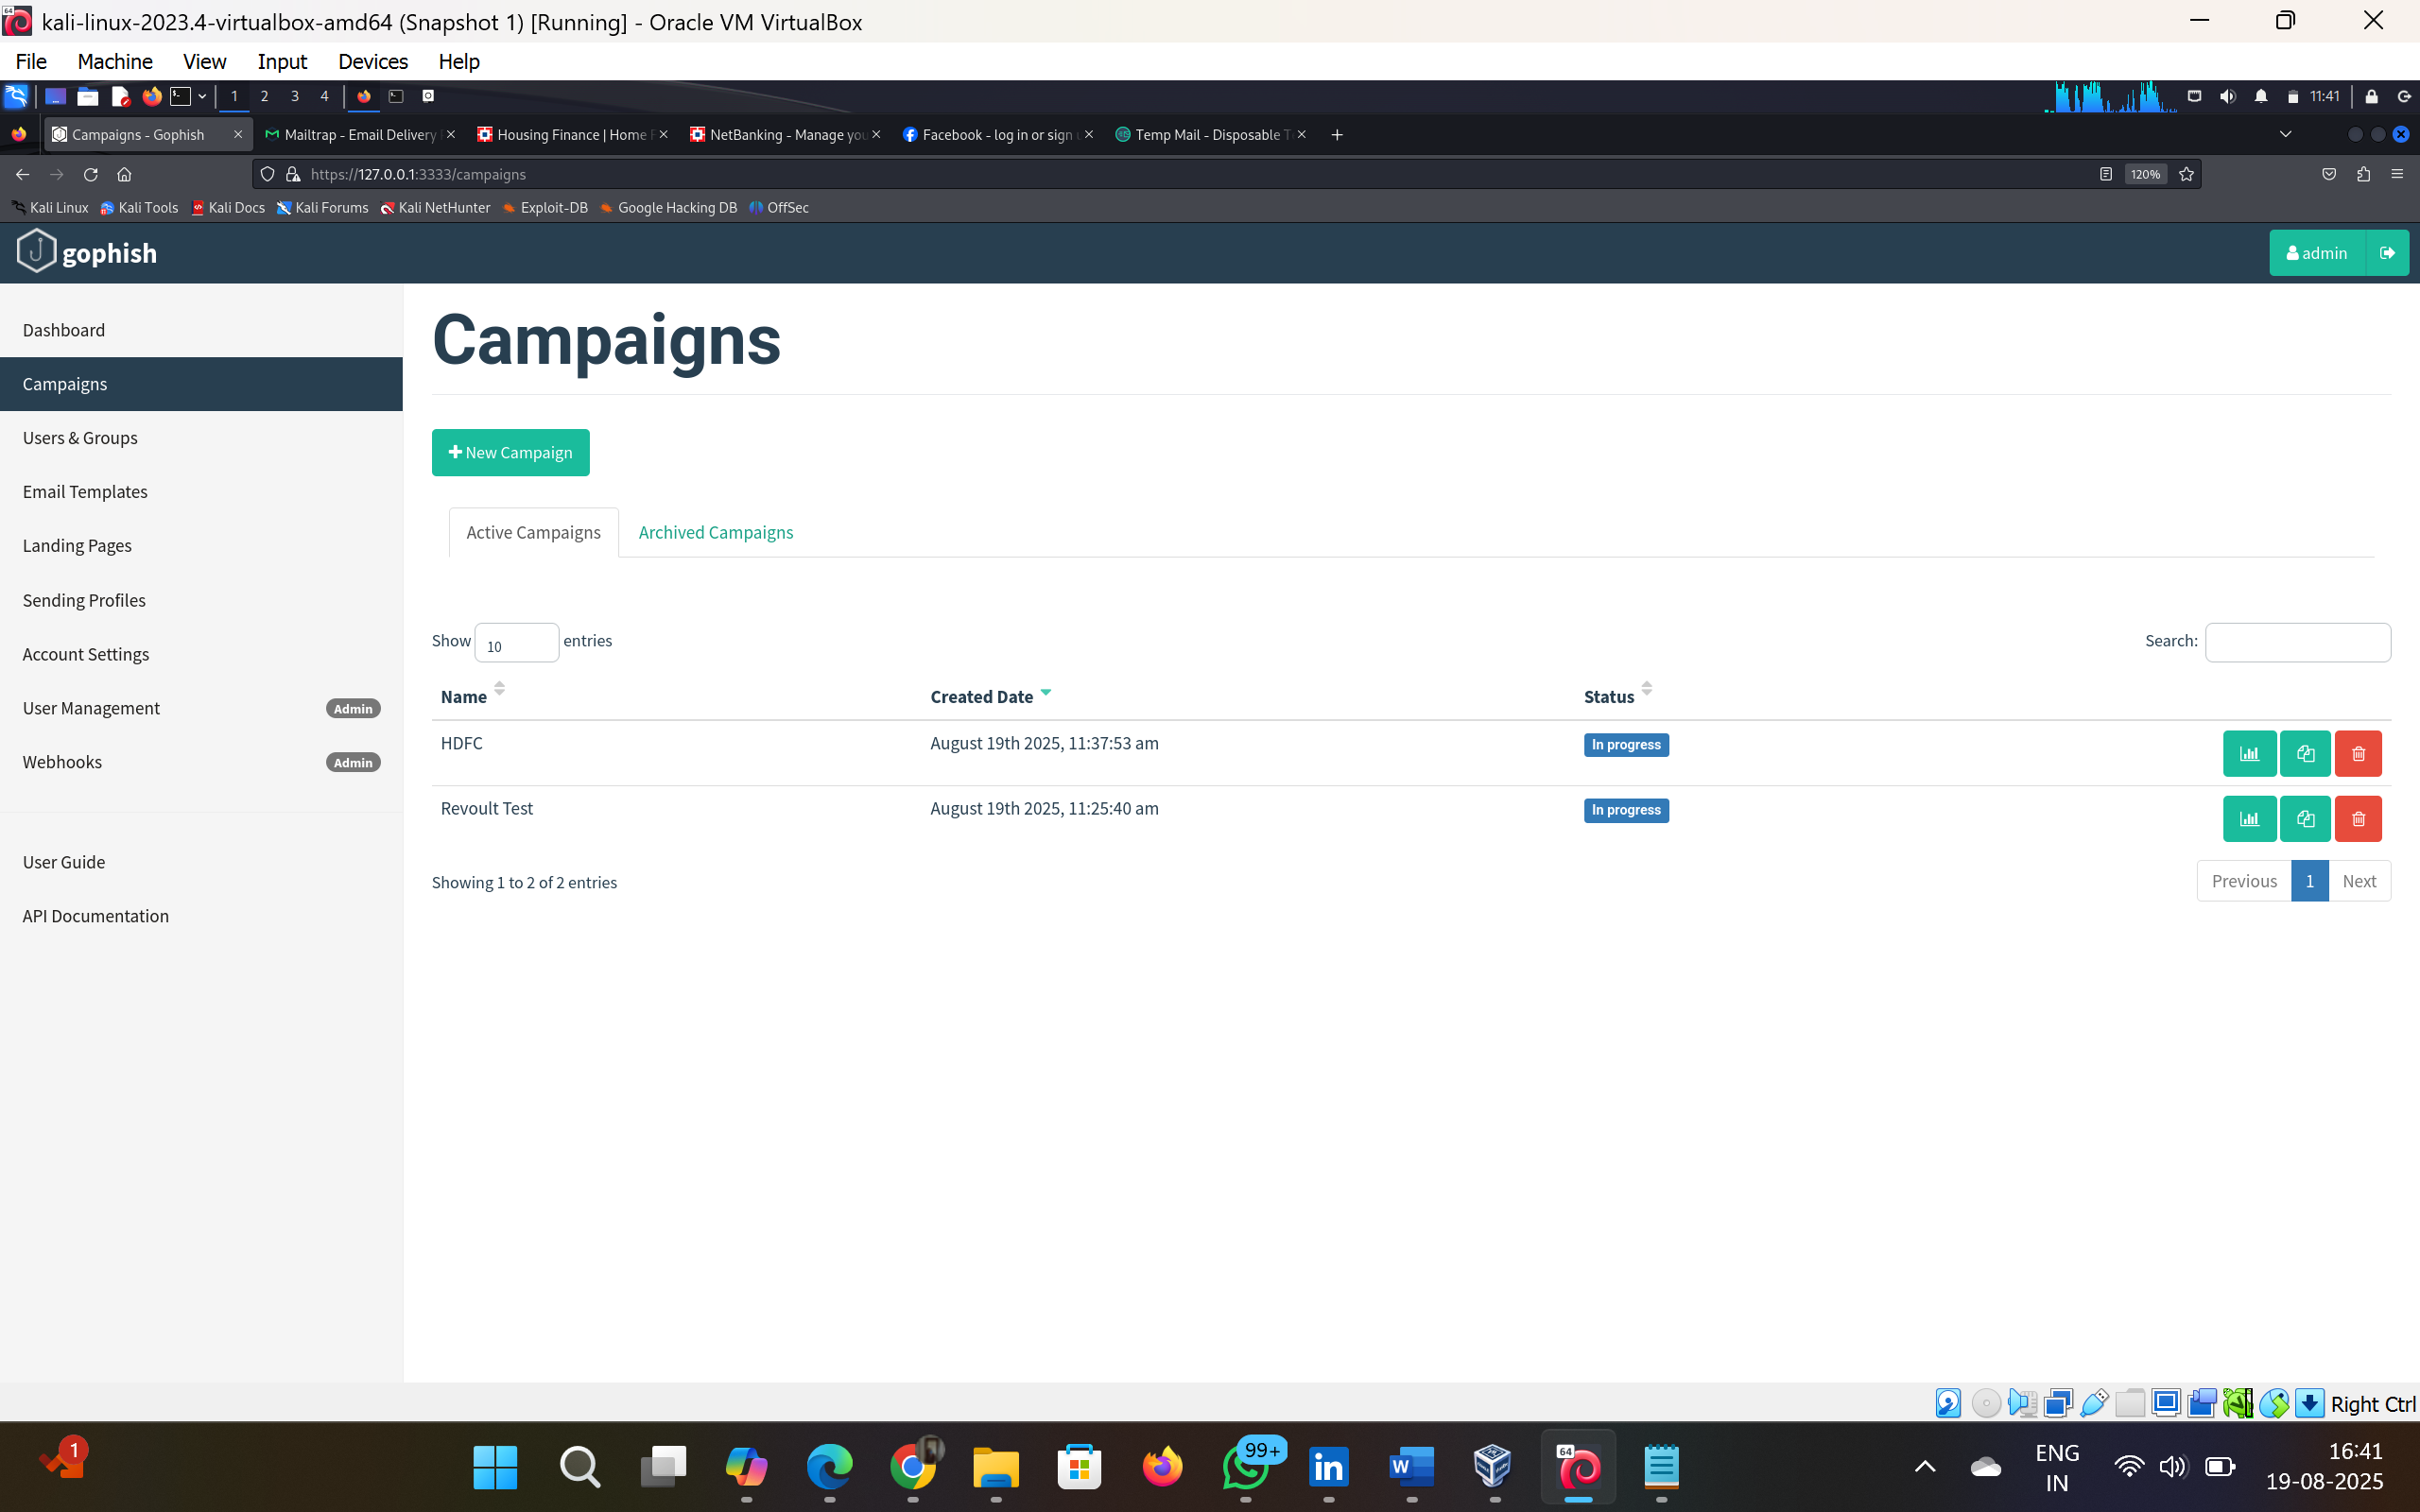 kali-linux-2023.4-virtualbox-amd64 (Snapshot 1) [Running] - Oracle VM VirtualBox
File Machine View Input Devices Help
1 2 3 4 11:41
Campaigns - Gophish Mailtrap - Email Delivery Housing Finance | Home F NetBanking - Manage you Facebook - log in or sign Temp Mail - Disposable T
https://127.0.0.1:3333/campaigns 120%
Kali Linux Kali Tools Kali Docs Kali Forums Kali NetHunter Exploit-DB Google Hacking DB OffSec
gophish admin
Dashboard
Campaigns
Users & Groups
Email Templates
Landing Pages
Sending Profiles
Account Settings
User Management Admin
Webhooks Admin
User Guide
API Documentation
Campaigns
New Campaign
Active Campaigns Archived Campaigns
Show 10 entries Search:
Name Created Date Status
HDFC August 19th 2025, 11:37:53 am In progress
Revoult Test August 19th 2025, 11:25:40 am In progress
Showing 1 to 2 of 2 entries Previous 1 Next
Right Ctrl
1 99+ 64 ENG 16:41
IN 19-08-2025